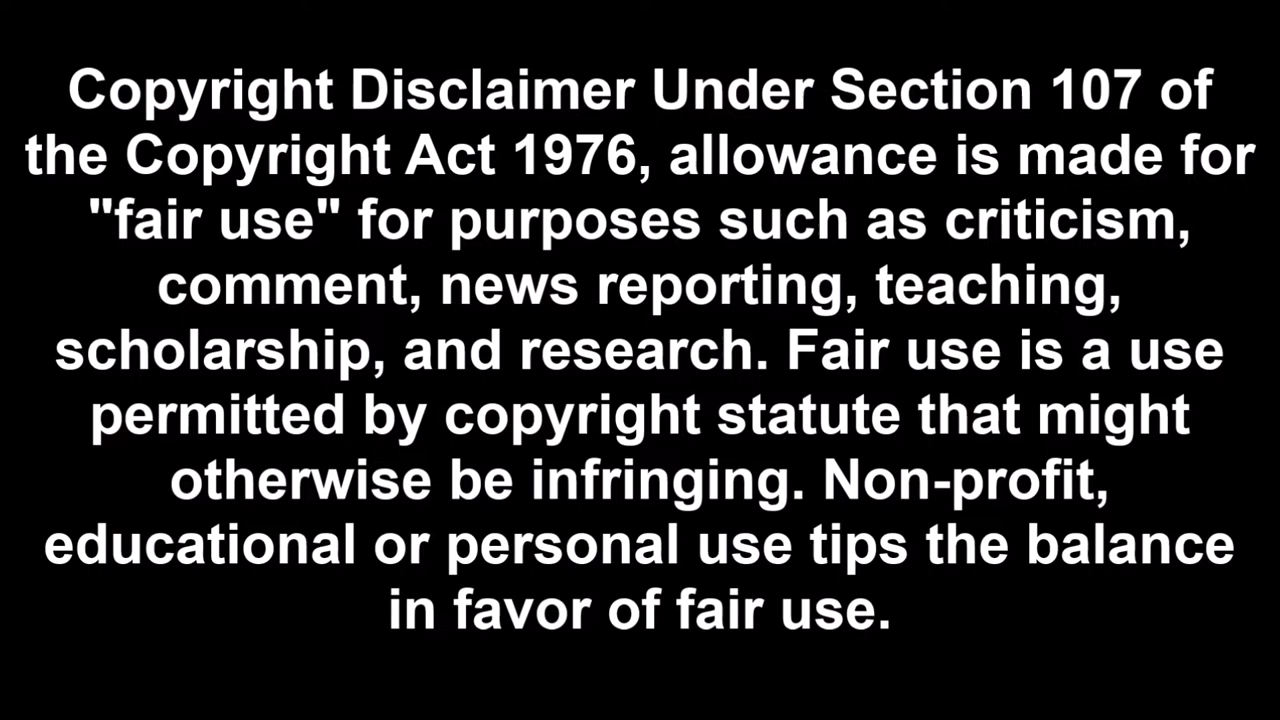 Copyright Disclaimer Under Section 107 of
the Copyright Act 1976, allowance is made for
"fair use" for purposes such as criticism,
comment, news reporting, teaching,
scholarship, and research. Fair use is a use
permitted by copyright statute that might
otherwise be infringing. Non-profit,
educational or personal use tips the balance
in favor of fair use.